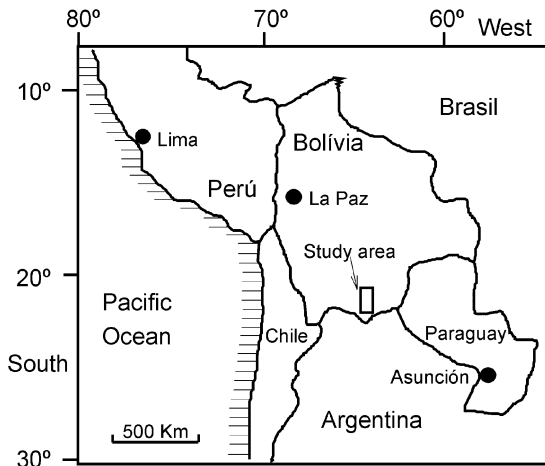 80º 70º 60º West
10º
Brasil
Lima
Bolívia
Perú
La Paz
Study area
20º
Pacific
Ocean
Chile
Paraguay
South
Asunción
Argentina
500 Km
30º